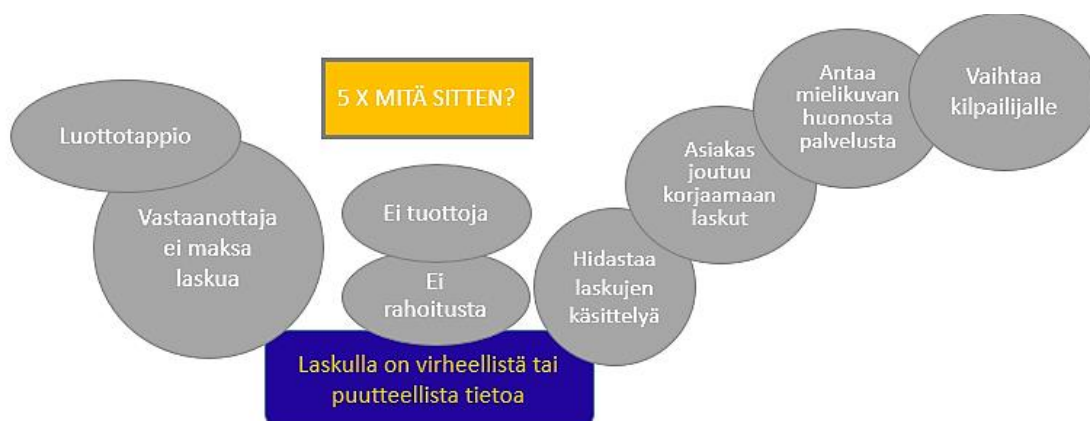 5 X MITÄ SITTEN?
Luottotappio
Vastaanottaja
ei maksa
laskua
Ei tuottoja
Ei
rahoitusta
Hidastaa
laskujen
käsittelyä
Asiakas
joutuu
korjaamaan
laskut
Antaa
mielikuvan
huonosta
palvelusta
Vaihtaa
kilpailijalle
Laskulla on virheellistä tai
puutteellista tietoa